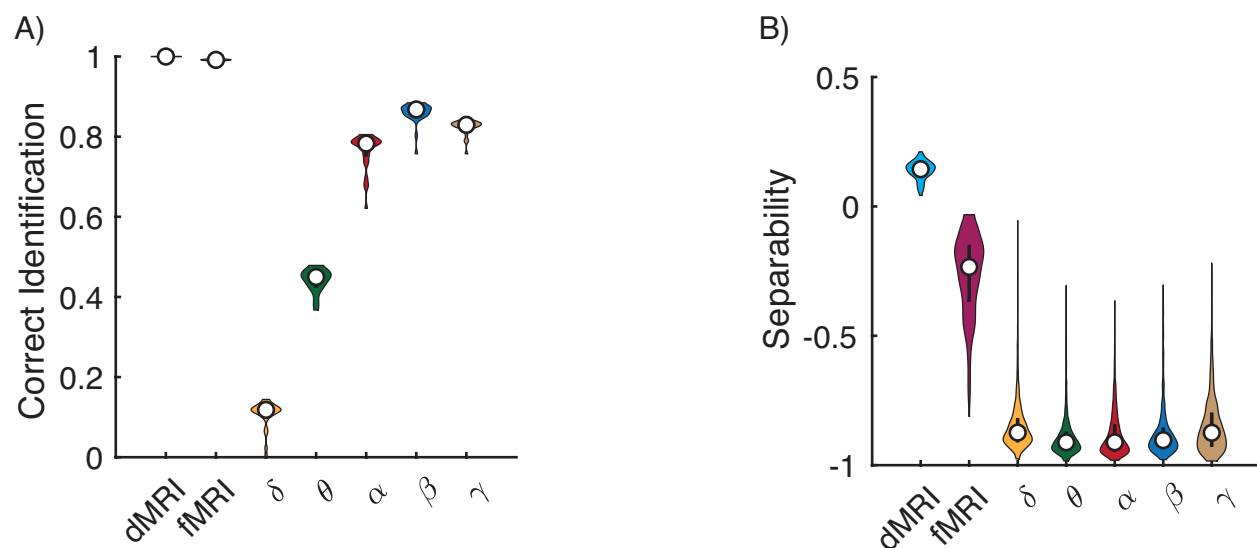 A)
Correct Identification
1
0.8
0.6
0.4
0.2
0
dMRI
fMRI
δ
θ
α
β
γ
B)
Separability
0.5
0
-0.5
-1
dMRI
fMRI
δ
θ
α
β
γ